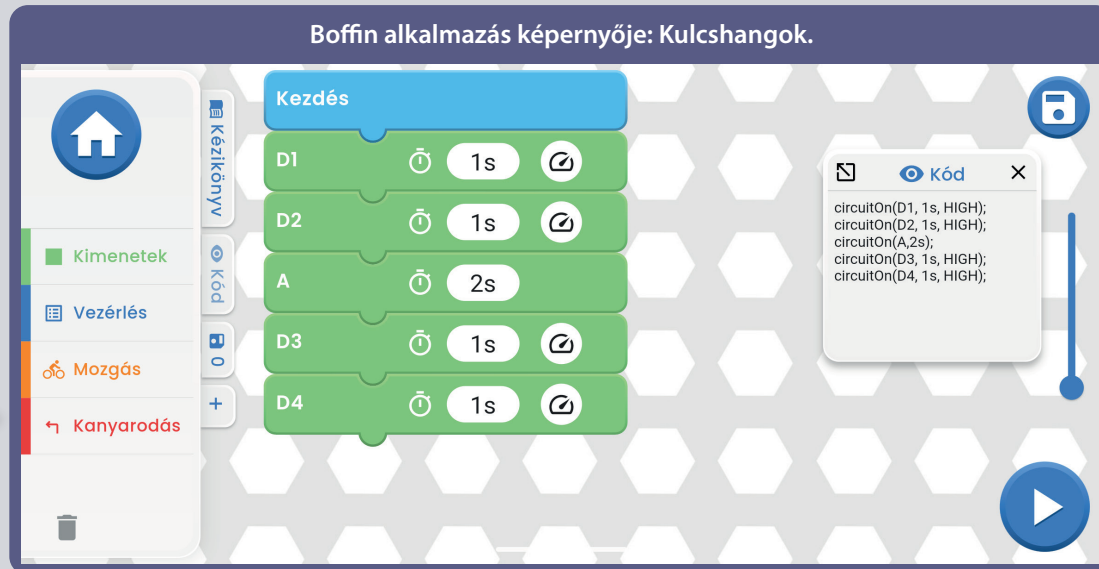 Boffin alkalmazás képernyője: Kulcshangok.
Kézikönyv
Kód
0
+
Kimenetek
Vezérlés
Mozgás
Kanyarodás
Kezdés
D1 1s
D2 1s
A 2s
D3 1s
D4 1s
Kód
circuitOn(D1, 1s, HIGH);
circuitOn(D2, 1s, HIGH);
circuitOn(A,2s);
circuitOn(D3, 1s, HIGH);
circuitOn(D4, 1s, HIGH);